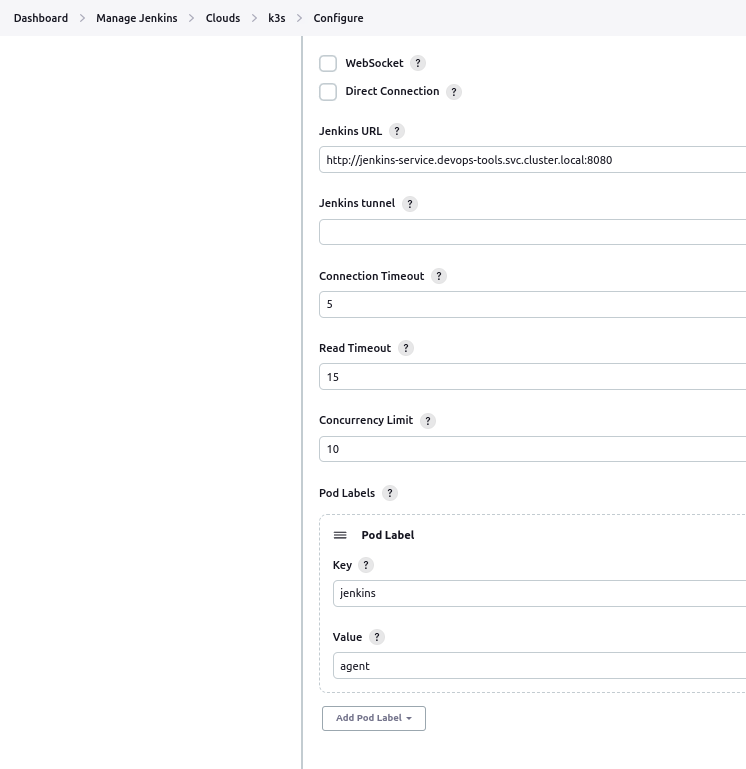 Dashboard > Manage Jenkins > Clouds > k3s > Configure
WebSocket ?
Direct Connection ?
Jenkins URL ?
http://jenkins-service.devops-tools.svc.cluster.local:8080
Jenkins tunnel ?
Connection Timeout ?
5
Read Timeout ?
15
Concurrency Limit ?
10
Pod Labels ?
Pod Label
Key ?
jenkins
Value ?
agent
Add Pod Label